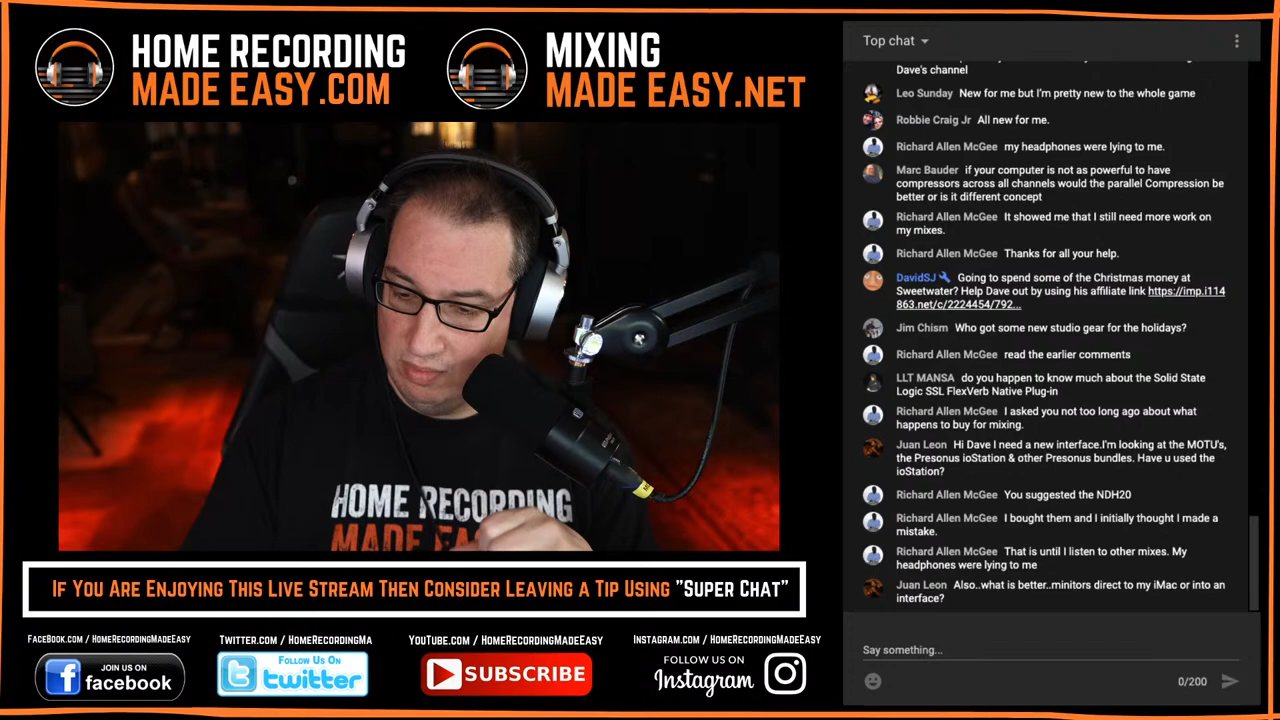 HOME RECORDING
MADE EASY.COM
MIXING
MADE EASY.NET
HOME RECORDING
MADE EASY
IF YOU ARE ENJOYING THIS LIVE STREAM THEN CONSIDER LEAVING A TIP USING "SUPER CHAT"
FACEBOOK.COM / HOMERECORDINGMADEEASY
TWITTER.COM / HOMERECORDINGMA
YOUTUBE.COM / HOMERECORDINGMADEEASY
INSTAGRAM.COM / HOMERECORDINGMADEEASY
JOIN US ON
facebook
FOLLOW US ON
twitter
SUBSCRIBE
FOLLOW US ON
Instagram
Top chat
Dave's channel
Leo Sunday New for me but I'm pretty new to the whole game
Robbie Craig Jr All new for me.
Richard Allen McGee my headphones were lying to me.
Marc Bauder if your computer is not as powerful to have
compressors across all channels would the parallel Compression be
better or is it different concept
Richard Allen McGee It showed me that I still need more work on
my mixes.
Richard Allen McGee Thanks for all your help.
DavidSJ Going to spend some of the Christmas money at
Sweetwater? Help Dave out by using his affiliate link https://imp.i114
863.net/c/2224454/792...
Jim Chism Who got some new studio gear for the holidays?
Richard Allen McGee read the earlier comments
LLT MANSA do you happen to know much about the Solid State
Logic SSL FlexVerb Native Plug-in
Richard Allen McGee I asked you not too long ago about what
happens to buy for mixing.
Juan Leon Hi Dave I need a new interface.I'm looking at the MOTU's,
the Presonus ioStation & other Presonus bundles. Have u used the
ioStation?
Richard Allen McGee You suggested the NDH20
Richard Allen McGee I bought them and I initially thought I made a
mistake.
Richard Allen McGee That is until I listen to other mixes. My
headphones were lying to me
Juan Leon Also..what is better..minitors direct to my iMac or into an
interface?
Say something...
0/200